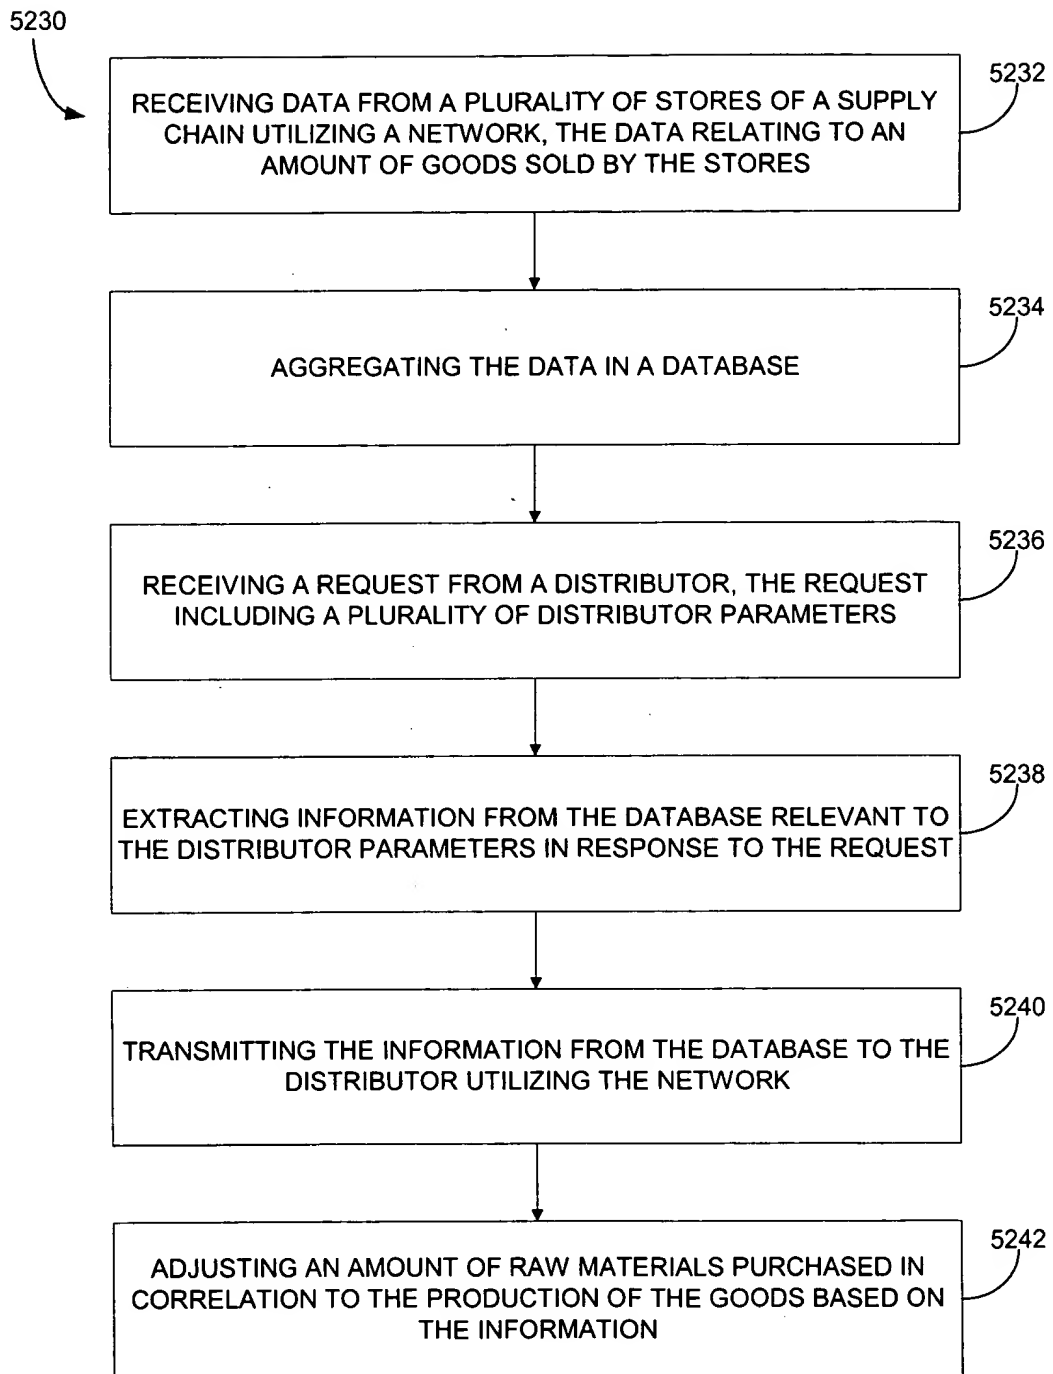 5230
5232
RECEIVING DATA FROM A PLURALITY OF STORES OF A SUPPLY
CHAIN UTILIZING A NETWORK, THE DATA RELATING TO AN
AMOUNT OF GOODS SOLD BY THE STORES
5234
AGGREGATING THE DATA IN A DATABASE
5236
RECEIVING A REQUEST FROM A DISTRIBUTOR, THE REQUEST
INCLUDING A PLURALITY OF DISTRIBUTOR PARAMETERS
5238
EXTRACTING INFORMATION FROM THE DATABASE RELEVANT TO
THE DISTRIBUTOR PARAMETERS IN RESPONSE TO THE REQUEST
5240
TRANSMITTING THE INFORMATION FROM THE DATABASE TO THE
DISTRIBUTOR UTILIZING THE NETWORK
5242
ADJUSTING AN AMOUNT OF RAW MATERIALS PURCHASED IN
CORRELATION TO THE PRODUCTION OF THE GOODS BASED ON
THE INFORMATION